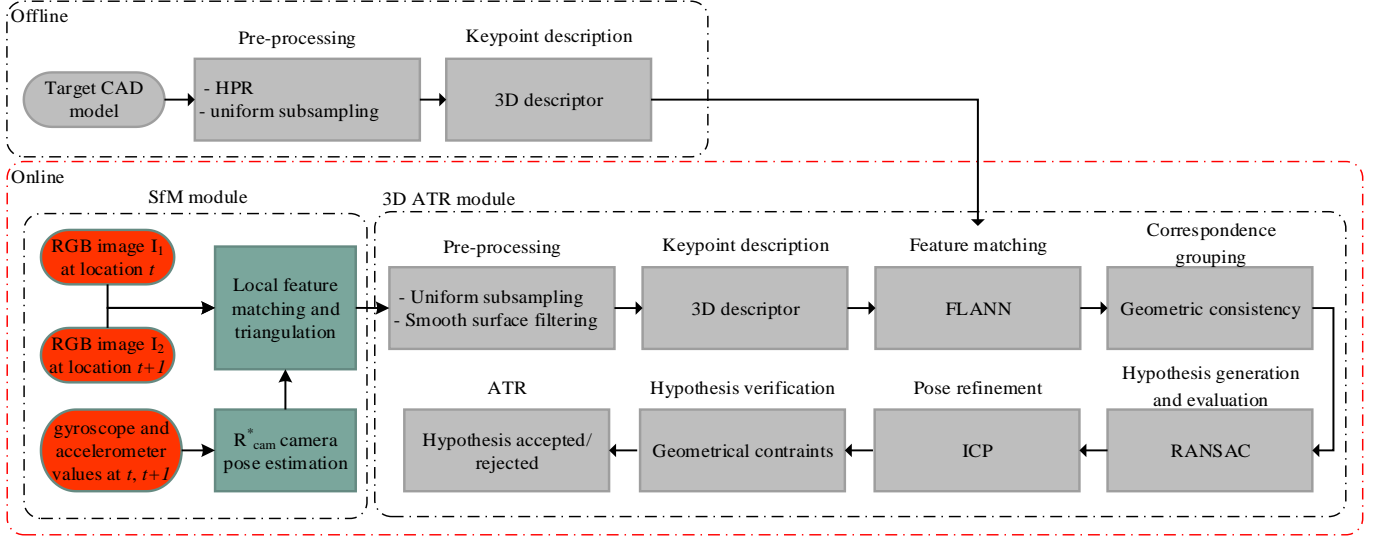 Offline
Pre-processing
Keypoint description
Target CAD
model
- HPR
- uniform subsampling
3D descriptor
Online
SfM module
RGB image I1
at location t
RGB image I2
at location t+1
gyroscope and
accelerometer
values at t, t+1
Local feature
matching and
triangulation
R*cam camera
pose estimation
3D ATR module
Pre-processing
- Uniform subsampling
- Smooth surface filtering
Keypoint description
3D descriptor
Feature matching
FLANN
Correspondence
grouping
Geometric consistency
Hypothesis generation
and evaluation
RANSAC
Pose refinement
ICP
Hypothesis verification
Geometrical contraints
ATR
Hypothesis accepted/
rejected